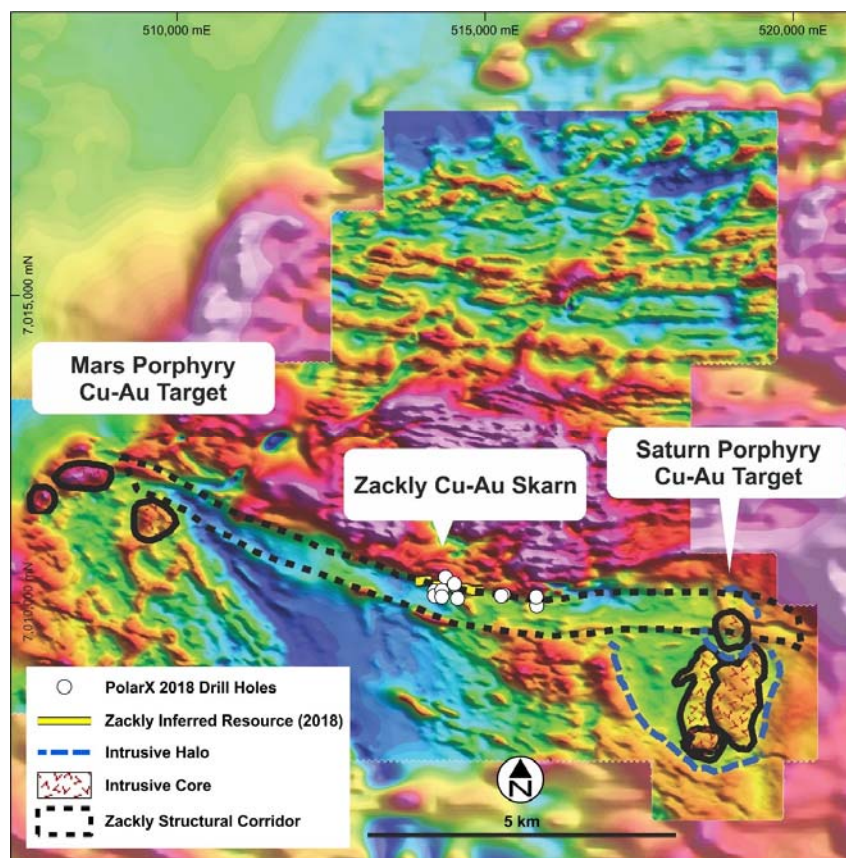 510,000 mE
515,000 mE
520,000 mE
7,015,000 mN
Mars Porphyry
Cu-Au Target
Zackly Cu-Au Skarn
Saturn Porphyry
Cu-Au Target
7,010,000 mN
PolarX 2018 Drill Holes
Zackly Inferred Resource (2018)
Intrusive Halo
Intrusive Core
Zackly Structural Corridor
N
5 km